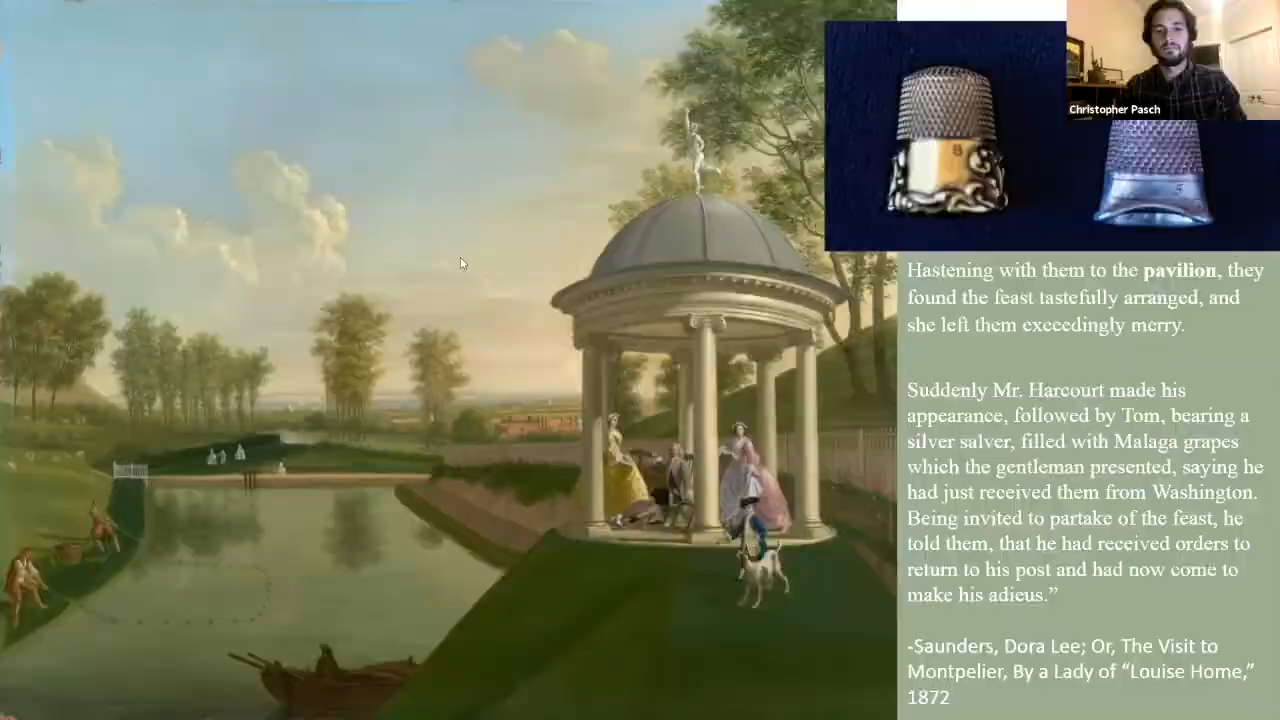 Christopher Pasch
8
5
Hastening with them to the pavilion, they
found the feast tastefully arranged, and
she left them exceedingly merry.
Suddenly Mr. Harcourt made his
appearance, followed by Tom, bearing a
silver salver, filled with Malaga grapes
which the gentleman presented, saying he
had just received them from Washington.
Being invited to partake of the feast, he
told them, that he had received orders to
return to his post and had now come to
make his adieus.”
-Saunders, Dora Lee; Or, The Visit to
Montpelier, By a Lady of “Louise Home,”
1872